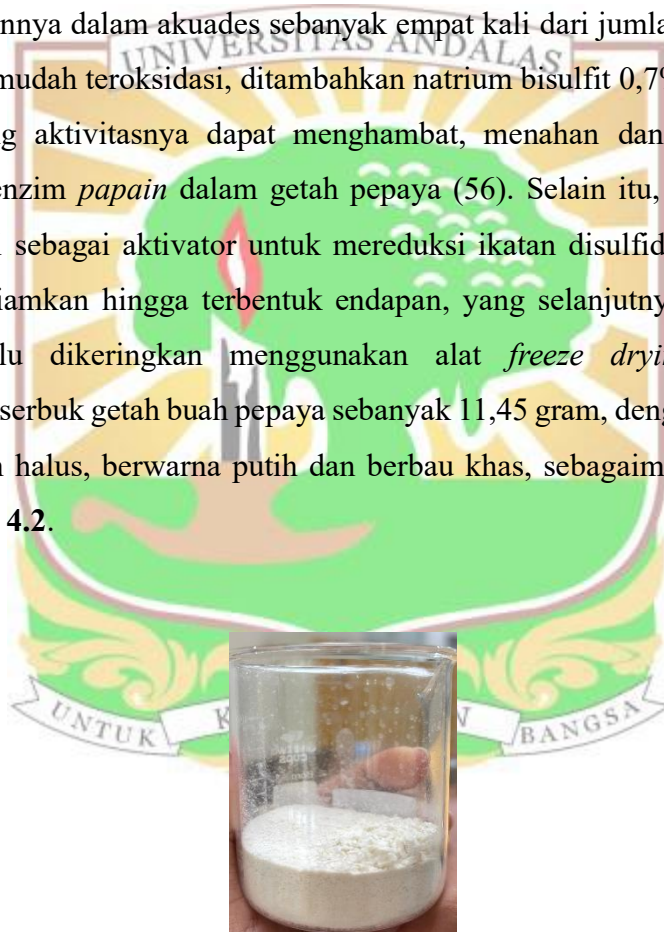 UNIVERSITAS ANDALAS
nnya dalam akuades sebanyak empat kali dari jumla
mudah teroksidasi, ditambahkan natrium bisulfit 0,7%
g aktivitasnya dapat menghambat, menahan dan
enzim papain dalam getah pepaya (56). Selain itu,
sebagai aktivator untuk mereduksi ikatan disulfid
iamkan hingga terbentuk endapan, yang selanjutny
lu dikeringkan menggunakan alat freeze dryi
serbuk getah buah pepaya sebanyak 11,45 gram, deng
n halus, berwarna putih dan berbau khas, sebagaim
4.2.
UNTUK K N BANGSA